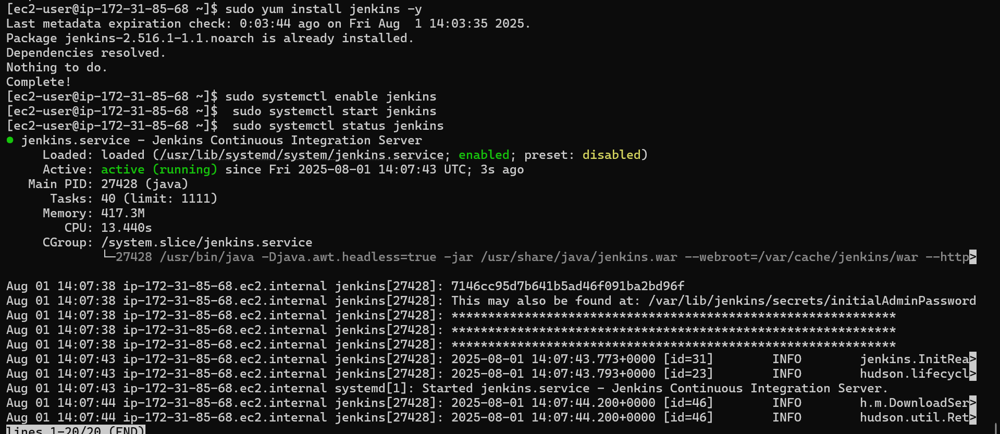 [ec2-user@ip-172-31-85-68 ~]$ sudo yum install jenkins -y
Last metadata expiration check: 0:03:44 ago on Fri Aug  1 14:03:35 2025.
Package jenkins-2.516.1-1.1.noarch is already installed.
Dependencies resolved.
Nothing to do.
Complete!
[ec2-user@ip-172-31-85-68 ~]$ sudo systemctl enable jenkins
[ec2-user@ip-172-31-85-68 ~]$  sudo systemctl start jenkins
[ec2-user@ip-172-31-85-68 ~]$  sudo systemctl status jenkins
● jenkins.service - Jenkins Continuous Integration Server
     Loaded: loaded (/usr/lib/systemd/system/jenkins.service; enabled; preset: disabled)
     Active: active (running) since Fri 2025-08-01 14:07:43 UTC; 3s ago
   Main PID: 27428 (java)
      Tasks: 40 (limit: 1111)
     Memory: 417.3M
        CPU: 13.440s
     CGroup: /system.slice/jenkins.service
             └─27428 /usr/bin/java -Djava.awt.headless=true -jar /usr/share/java/jenkins.war --webroot=/var/cache/jenkins/war --http>
Aug 01 14:07:38 ip-172-31-85-68.ec2.internal jenkins[27428]: 7146cc95d7b641b5ad46f091ba2bd96f
Aug 01 14:07:38 ip-172-31-85-68.ec2.internal jenkins[27428]: This may also be found at: /var/lib/jenkins/secrets/initialAdminPassword
Aug 01 14:07:38 ip-172-31-85-68.ec2.internal jenkins[27428]: *************************************************************
Aug 01 14:07:38 ip-172-31-85-68.ec2.internal jenkins[27428]: *************************************************************
Aug 01 14:07:38 ip-172-31-85-68.ec2.internal jenkins[27428]: *************************************************************
Aug 01 14:07:43 ip-172-31-85-68.ec2.internal jenkins[27428]: 2025-08-01 14:07:43.773+0000 [id=31]        INFO        jenkins.InitRea>
Aug 01 14:07:43 ip-172-31-85-68.ec2.internal jenkins[27428]: 2025-08-01 14:07:43.793+0000 [id=23]        INFO        hudson.lifecycl>
Aug 01 14:07:43 ip-172-31-85-68.ec2.internal systemd[1]: Started jenkins.service - Jenkins Continuous Integration Server.
Aug 01 14:07:44 ip-172-31-85-68.ec2.internal jenkins[27428]: 2025-08-01 14:07:44.200+0000 [id=46]        INFO        h.m.DownloadSer>
Aug 01 14:07:44 ip-172-31-85-68.ec2.internal jenkins[27428]: 2025-08-01 14:07:44.200+0000 [id=46]        INFO        hudson.util.Ret>
lines 1-20/20 (END)